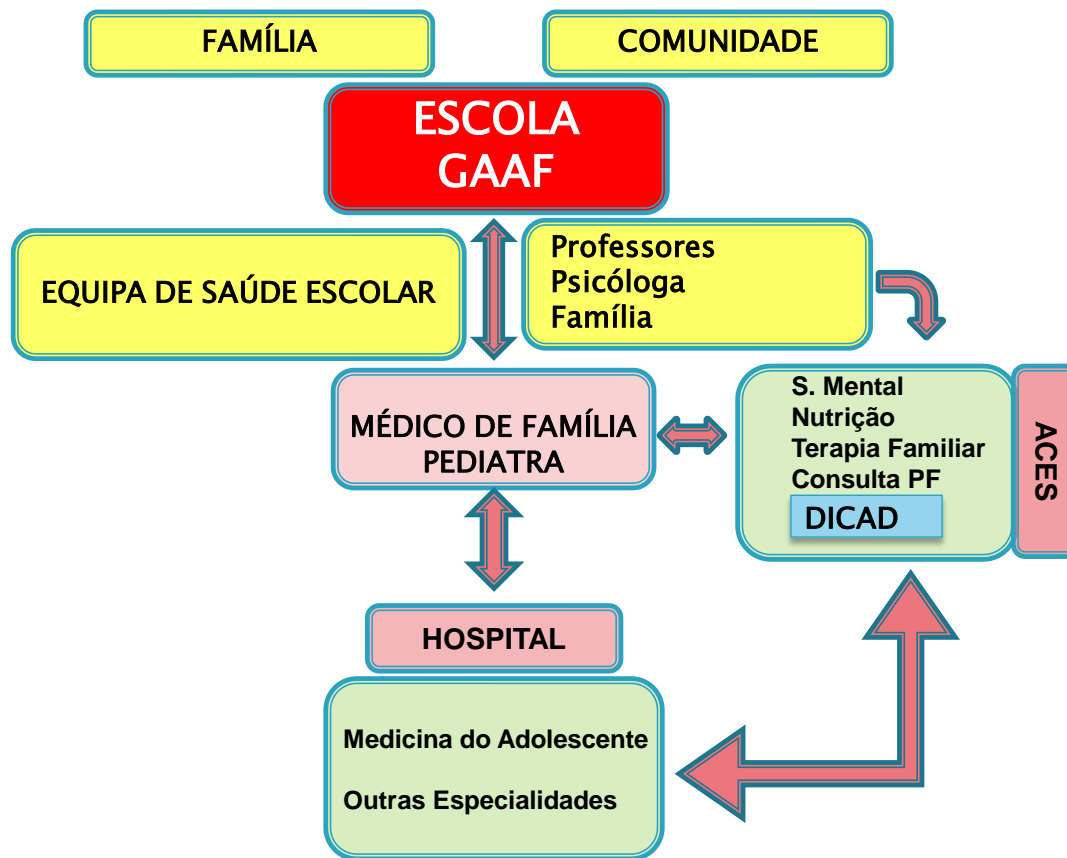 FAMÍLIA
COMUNIDADE
ESCOLA
GAAF
EQUIPA DE SAÚDE ESCOLAR
Professores
Psicóloga
Família
MÉDICO DE FAMÍLIA
PEDIATRA
S. Mental
Nutrição
Terapia Familiar
Consulta PF
DICAD
ACES
HOSPITAL
Medicina do Adolescente
Outras Especialidades